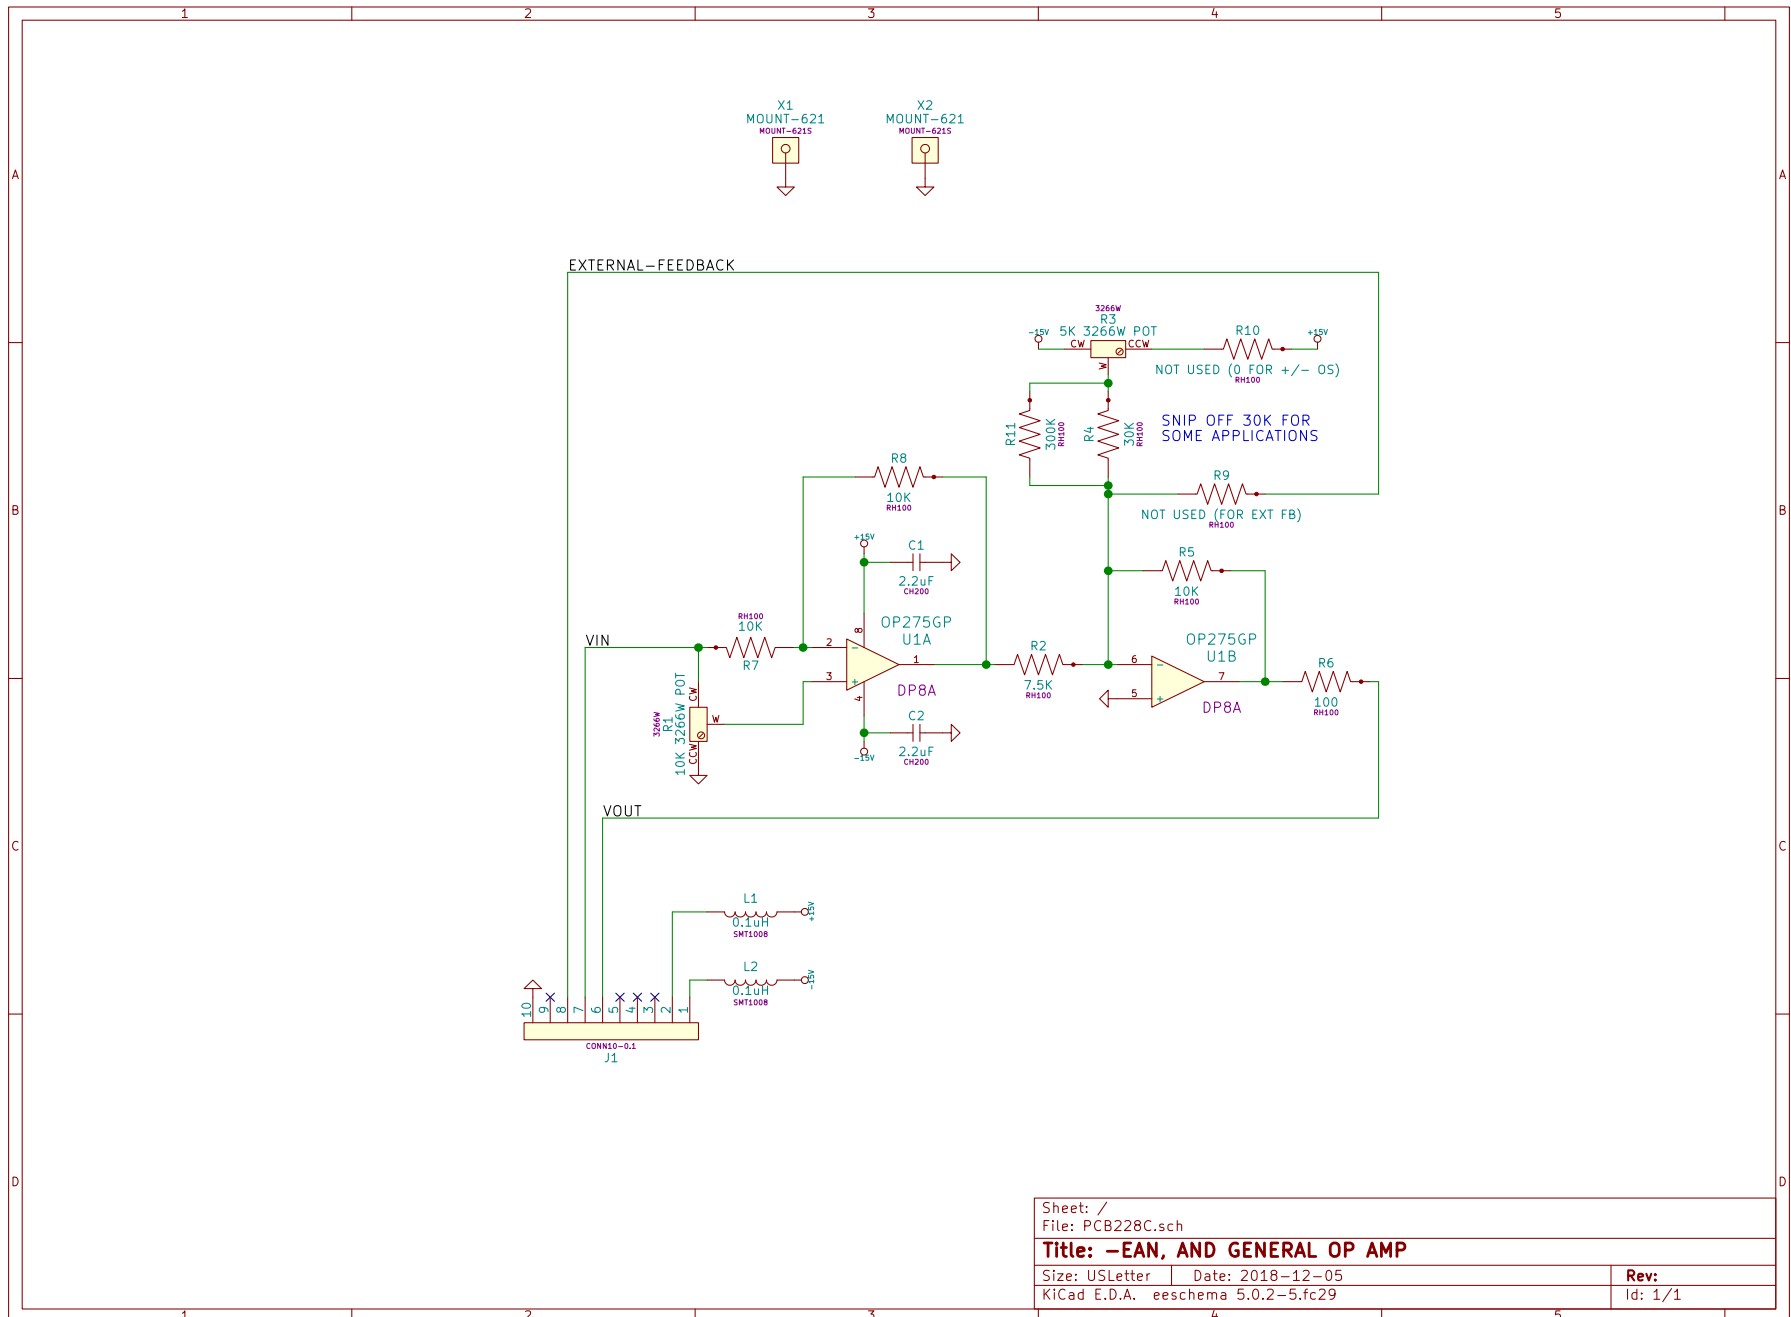 1 2 3 4 5
X1
MOUNT-621
MOUNT-621S
X2
MOUNT-621
MOUNT-621S
A A
EXTERNAL-FEEDBACK
3266W
R3
5K 3266W POT
-15V
CW
CCW
W
R10
+15V
NOT USED (0 FOR +/- OS)
RH100
R11
300K
RH100
R4
30K
RH100
SNIP OFF 30K FOR
SOME APPLICATIONS
R8
10K
RH100
R9
NOT USED (FOR EXT FB)
RH100
B B
+15V
C1
2.2uF
CH200
R5
10K
RH100
VIN
RH100
10K
R7
2
3
8
4
1
-
+
OP275GP
U1A
DP8A
R2
7.5K
RH100
6
5
7
-
+
OP275GP
U1B
DP8A
R6
100
RH100
3266W
R1
10K 3266W POT
CW
W
CCW
C2
2.2uF
CH200
-15V
VOUT
C C
L1
0.1uH
SMT1008
+15V
L2
0.1uH
SMT1008
-15V
10 9 8 7 6 5 4 3 2 1
CONN10-0.1
J1
D D
Sheet: /
File: PCB228C.sch
Title: -EAN, AND GENERAL OP AMP
Size: USLetter Date: 2018-12-05 Rev:
KiCad E.D.A. eeschema 5.0.2-5.fc29 Id: 1/1
1 2 3 4 5